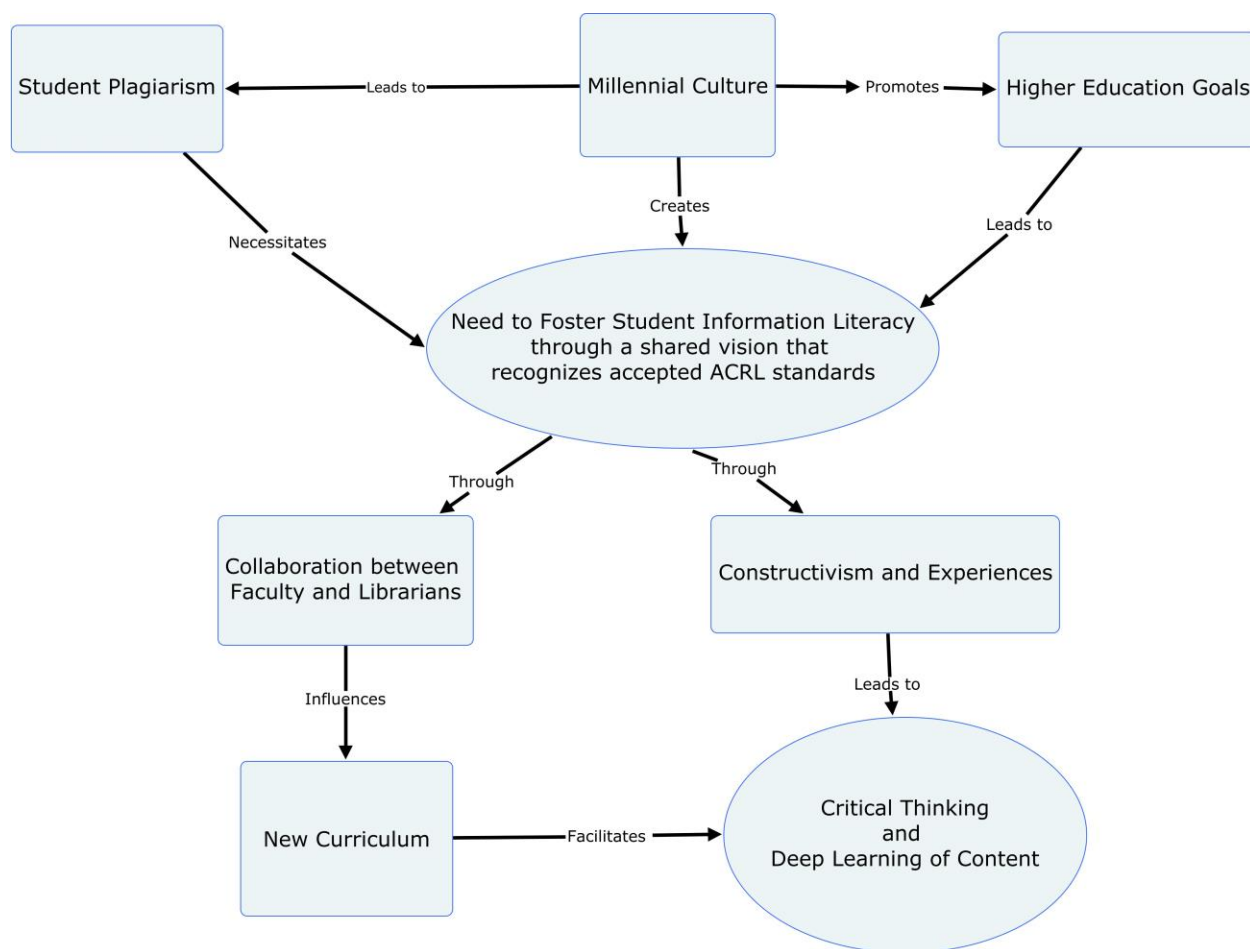 Student Plagiarism
Leads to
Millennial Culture
Promotes
Higher Education Goals
Creates
Necessitates
Leads to
Need to Foster Student Information Literacy
through a shared vision that
recognizes accepted ACRL standards
Through
Through
Collaboration between
Faculty and Librarians
Constructivism and Experiences
Influences
Leads to
New Curriculum
Facilitates
Critical Thinking
and
Deep Learning of Content